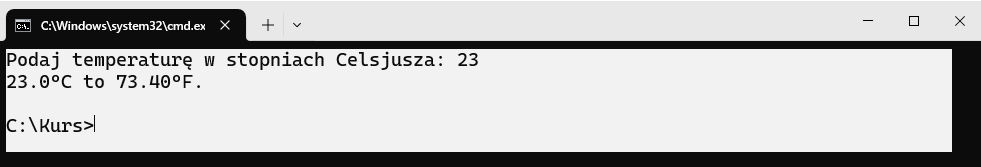 C:\Windows\system32\cmd.ex
Podaj temperaturę w stopniach Celsjusza: 23
23.0°C to 73.40°F.
C:\Kurs>